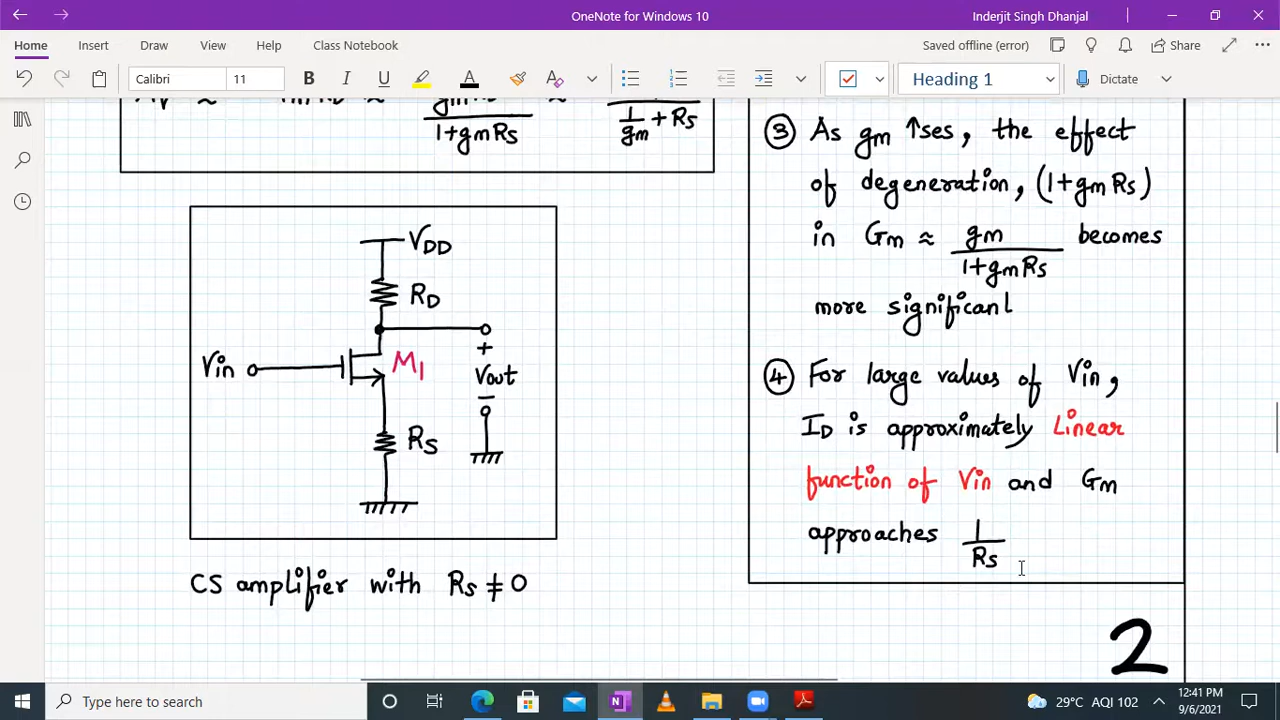 OneNote for Windows 10
Inderjit Singh Dhanjal
Home
Insert
Draw
View
Help
Class Notebook
Saved offline (error)
Share
Calibri
11
B
I
U
A
Heading 1
Dictate
1+gmRs
1/gm + Rs
VDD
RD
Vin
M1
+
Vout
−
Rs
CS amplifier with Rs ≠ 0
③ As gm ↑ses, the effect
of degeneration, (1+gmRs)
in Gm ≈ gm/(1+gmRs) becomes
more significant
④ For large values of Vin,
ID is approximately Linear
function of Vin and Gm
approaches 1/Rs
2
Type here to search
29°C AQI 102
12:41 PM
9/6/2021